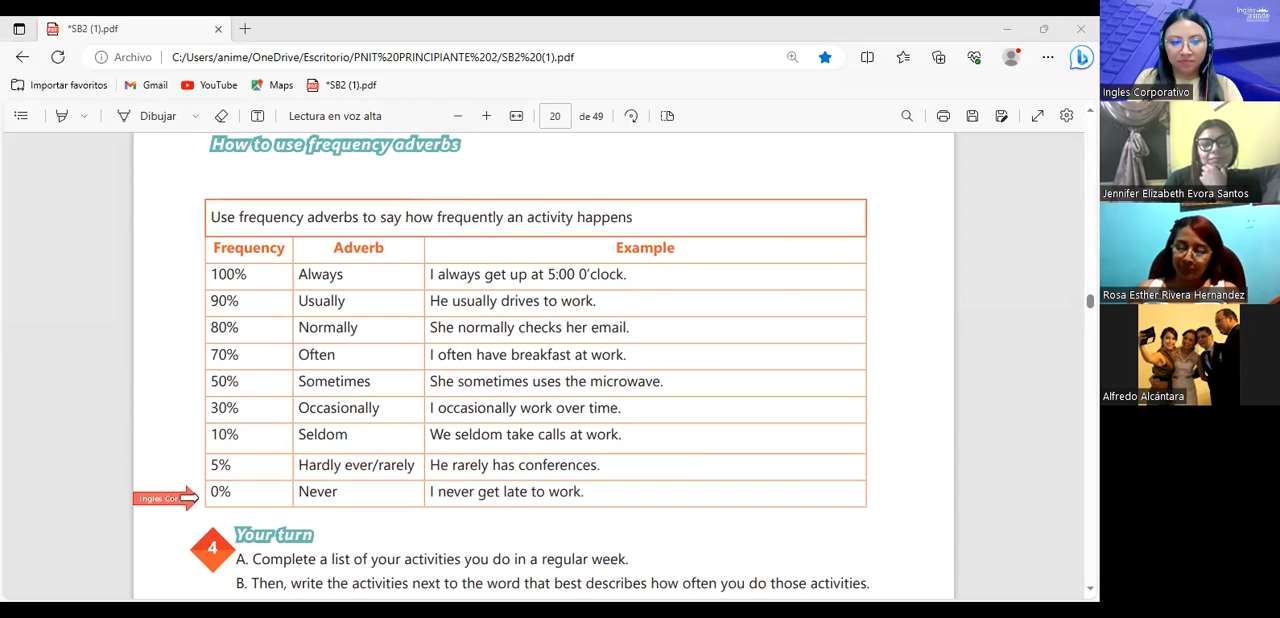 *SB2 (1).pdf
Archivo C:/Users/anime/OneDrive/Escritorio/PNIT%20PRINCIPIANTE%202/SB2%20(1).pdf
Importar favoritos Gmail YouTube Maps *SB2 (1).pdf
Dibujar Lectura en voz alta 20 de 49
How to use frequency adverbs
Use frequency adverbs to say how frequently an activity happens
Frequency Adverb Example
100% Always I always get up at 5:00 0'clock.
90% Usually He usually drives to work.
80% Normally She normally checks her email.
70% Often I often have breakfast at work.
50% Sometimes She sometimes uses the microwave.
30% Occasionally I occasionally work over time.
10% Seldom We seldom take calls at work.
5% Hardly ever/rarely He rarely has conferences.
Ingles Cor 0% Never I never get late to work.
4 Your turn
A. Complete a list of your activities you do in a regular week.
B. Then, write the activities next to the word that best describes how often you do those activities.
Ingles Corporativo
Jennifer Elizabeth Evora Santos
Rosa Esther Rivera Hernandez
Alfredo Alcántara